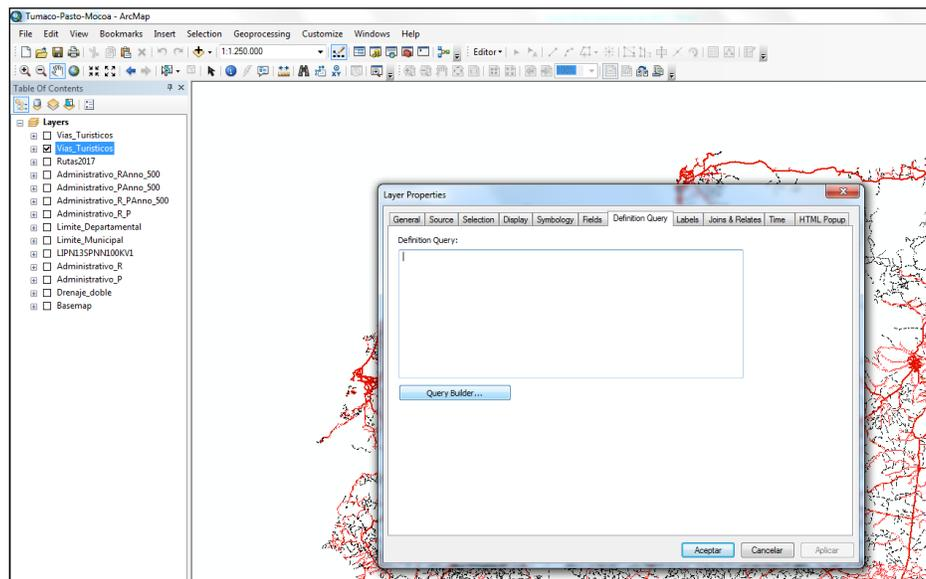 Tumaco-Pasto-Mocoa - ArcMap
File Edit View Bookmarks Insert Selection Geoprocessing Customize Windows Help
1:1.250.000
Editor
100%
Table Of Contents
Layers
Vias_Turisticos
Vias_Turisticos
Rutas2017
Administrativo_RAnno_500
Administrativo_PAnno_500
Administrativo_R_PAnno_500
Administrativo_R_P
Limite_Departamental
Limite_Municipal
LIPN13SPNN100KV1
Administrativo_R
Administrativo_P
Drenaje_doble
Basemap
Layer Properties
General Source Selection Display Symbology Fields Definition Query Labels Joins & Relates Time HTML Popup
Definition Query:
Query Builder...
Aceptar Cancelar Aplicar